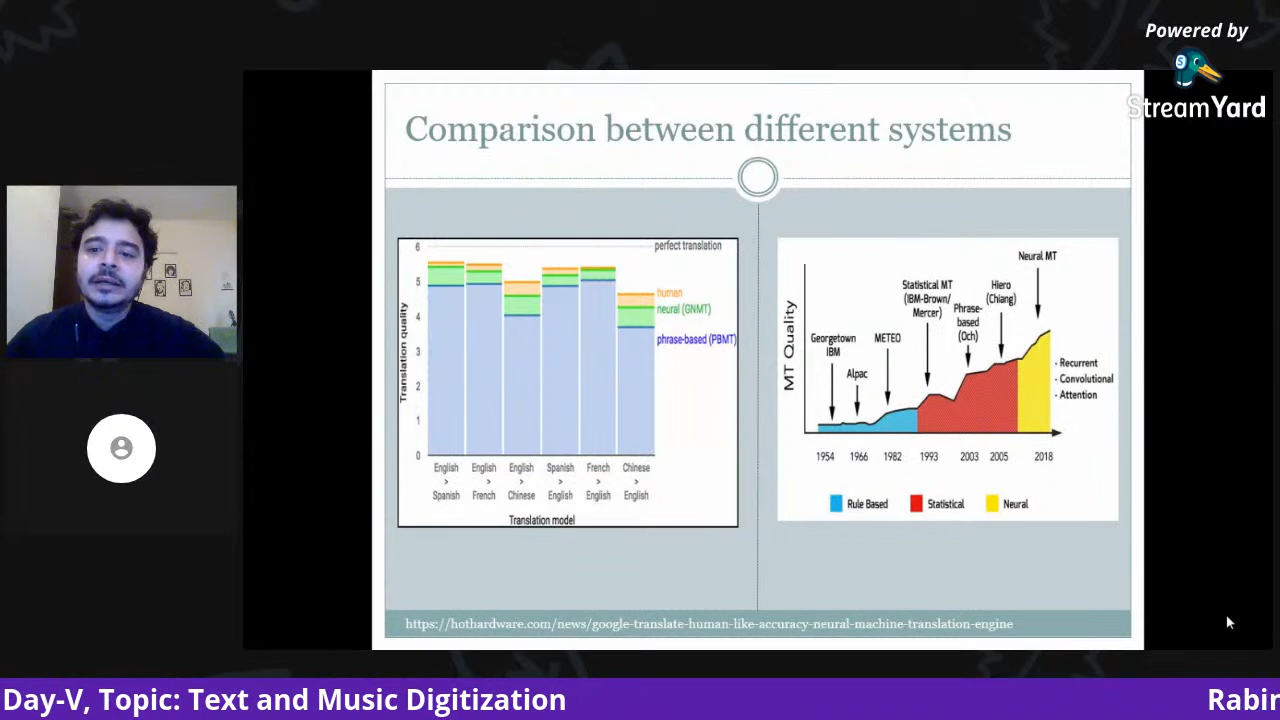 Powered by
StreamYard
Comparison between different systems
6
5
4
3
2
1
0
Translation quality
perfect translation
human
neural (GNMT)
phrase-based (PBMT)
English
>
Spanish
English
>
French
English
>
Chinese
Spanish
>
English
French
>
English
Chinese
>
English
Translation model
MT Quality
Georgetown
IBM
Alpac
METEO
Statistical MT
(IBM-Brown/
Mercer)
Phrase-
based
(Och)
Hiero
(Chiang)
Neural MT
- Recurrent
- Convolutional
- Attention
1954 1966 1982 1993 2003 2005 2018
Rule Based Statistical Neural
https://hothardware.com/news/google-translate-human-like-accuracy-neural-machine-translation-engine
Day-V, Topic: Text and Music Digitization
Rabin